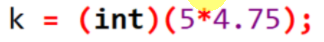 k = (int)(5*4.75);